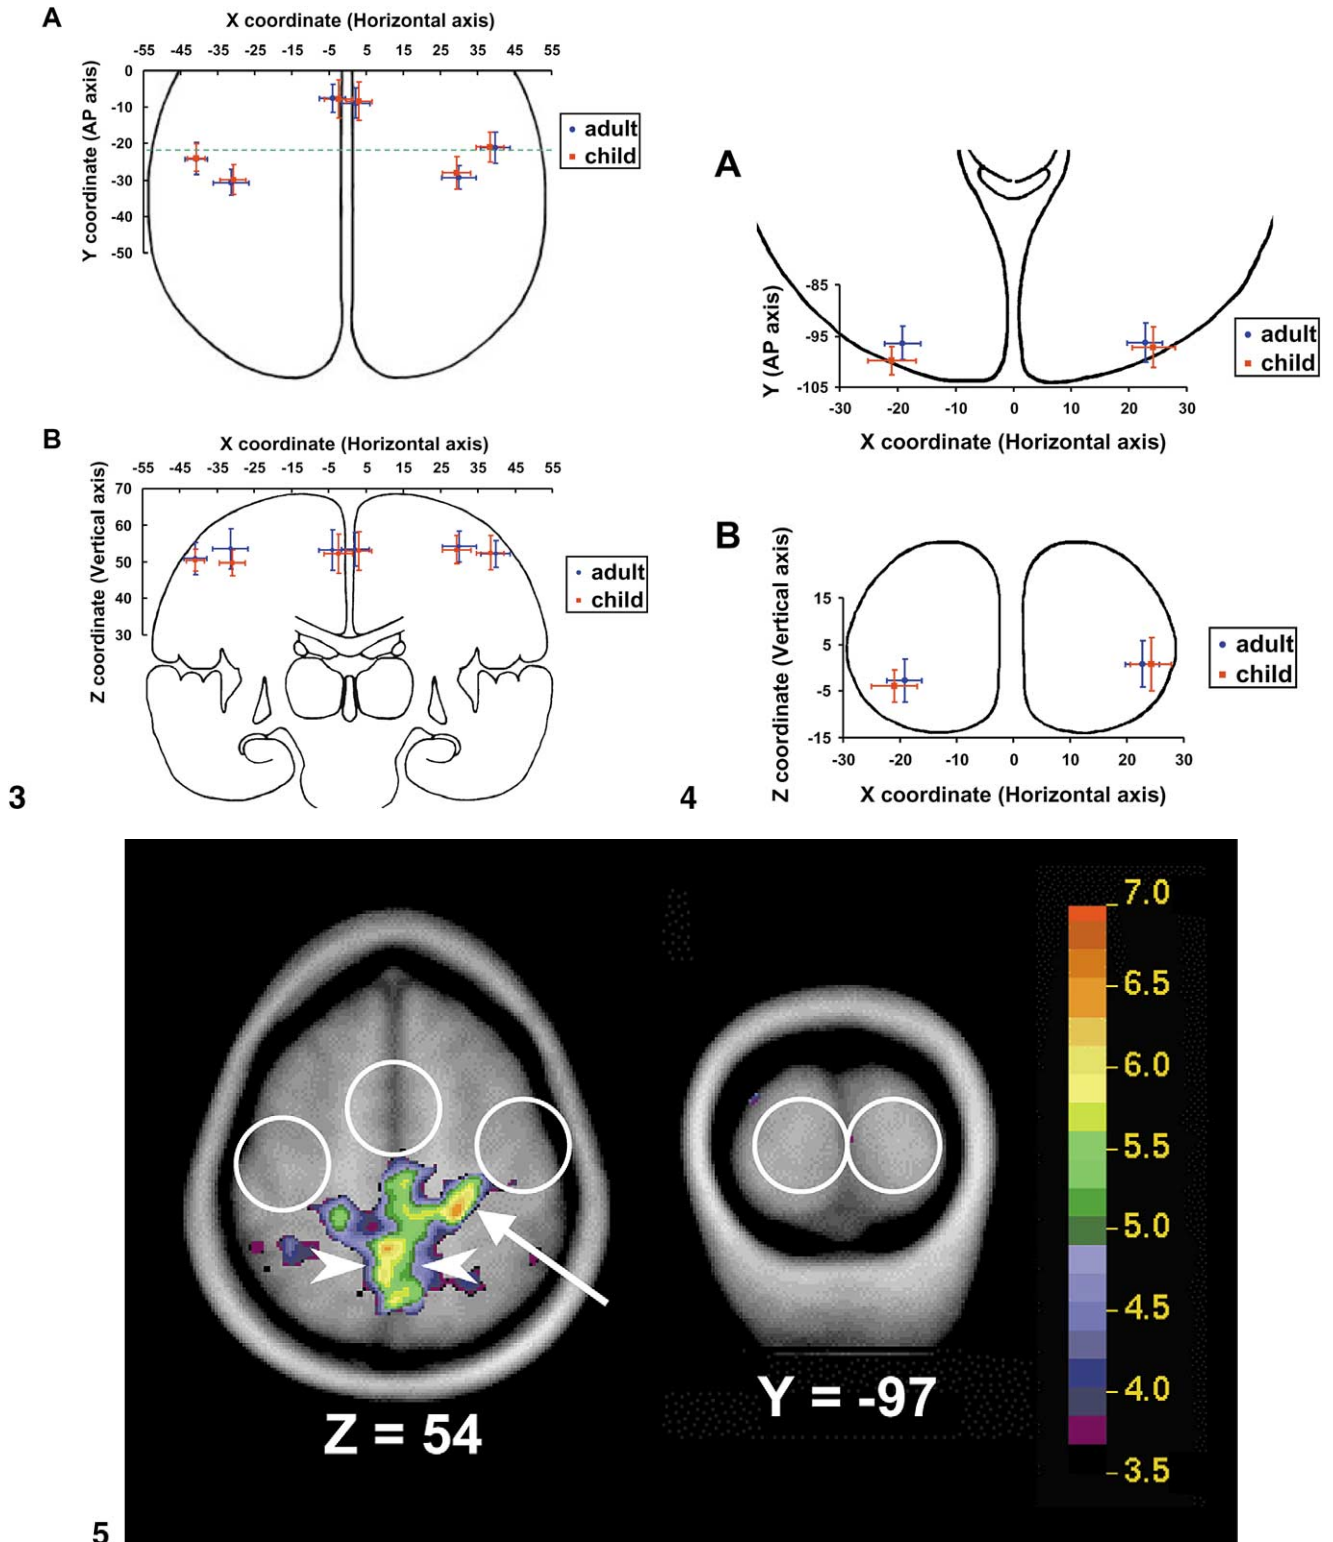 A
X coordinate (Horizontal axis)
-55 -45 -35 -25 -15 -5 5 15 25 35 45 55
Y coordinate (AP axis)
0
-10
-20
-30
-40
-50
adult
child
B
X coordinate (Horizontal axis)
-55 -45 -35 -25 -15 -5 5 15 25 35 45 55
Z coordinate (Vertical axis)
70
60
50
40
30
adult
child
3
A
Y (AP axis)
-85
-95
-105
-30 -20 -10 0 10 20 30
X coordinate (Horizontal axis)
adult
child
B
Z coordinate (Vertical axis)
15
5
-5
-15
-30 -20 -10 0 10 20 30
X coordinate (Horizontal axis)
adult
child
4
7.0
6.5
6.0
5.5
5.0
4.5
4.0
3.5
Z = 54
Y = -97
5